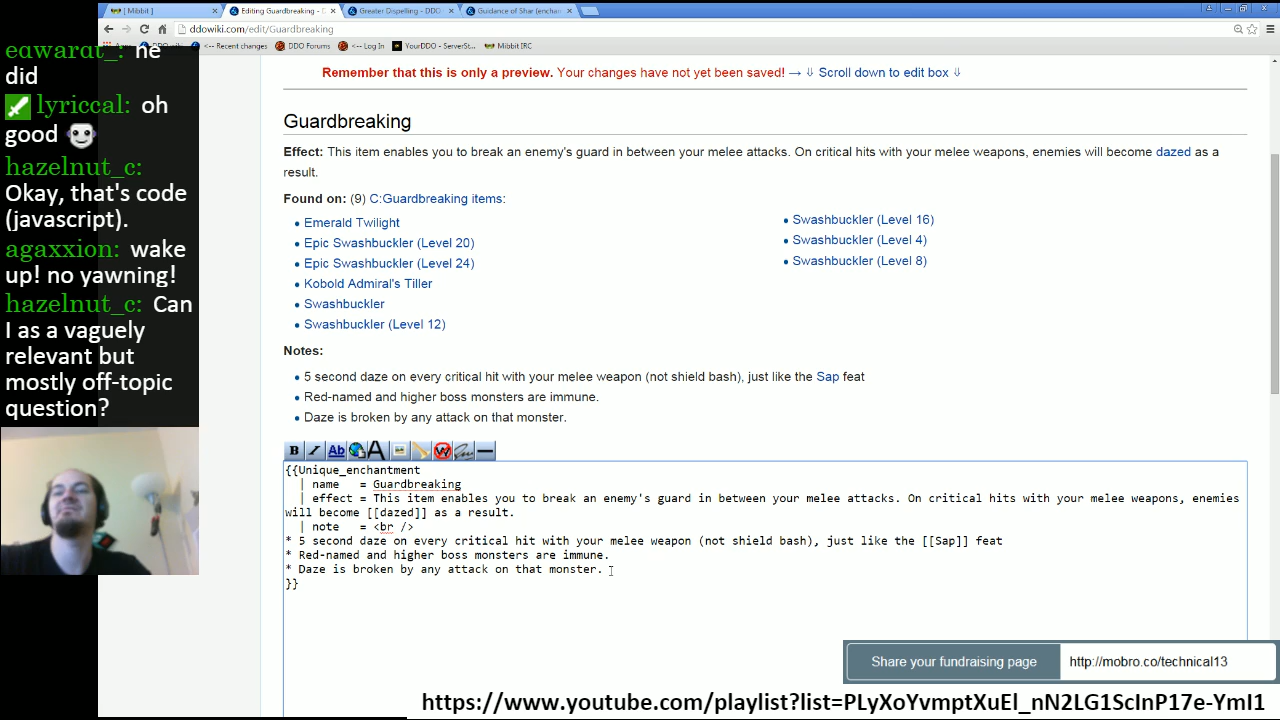 [ Mibbit ]
Editing Guardbreaking - D
Greater Dispelling - DDO
Guidance of Shar (enchan
ddowiki.com/edit/Guardbreaking
<-- Recent changes
DDO Forums
<-- Log In
YourDDO - ServerSt...
Mibbit IRC
edwardt_: he
did
lyriccal: oh
good
hazelnut_c:
Okay, that's code
(javascript).
agaxxion: wake
up! no yawning!
hazelnut_c: Can
I as a vaguely
relevant but
mostly off-topic
question?
Remember that this is only a preview. Your changes have not yet been saved! → ⇩ Scroll down to edit box ⇩
Guardbreaking
Effect: This item enables you to break an enemy's guard in between your melee attacks. On critical hits with your melee weapons, enemies will become dazed as a
result.
Found on: (9) C:Guardbreaking items:
• Emerald Twilight
• Epic Swashbuckler (Level 20)
• Epic Swashbuckler (Level 24)
• Kobold Admiral's Tiller
• Swashbuckler
• Swashbuckler (Level 12)
• Swashbuckler (Level 16)
• Swashbuckler (Level 4)
• Swashbuckler (Level 8)
Notes:
• 5 second daze on every critical hit with your melee weapon (not shield bash), just like the Sap feat
• Red-named and higher boss monsters are immune.
• Daze is broken by any attack on that monster.
B I Ab A W
{{Unique_enchantment
| name = Guardbreaking
| effect = This item enables you to break an enemy's guard in between your melee attacks. On critical hits with your melee weapons, enemies
will become [[dazed]] as a result.
| note = <br />
* 5 second daze on every critical hit with your melee weapon (not shield bash), just like the [[Sap]] feat
* Red-named and higher boss monsters are immune.
* Daze is broken by any attack on that monster.
}}
Share your fundraising page
http://mobro.co/technical13
https://www.youtube.com/playlist?list=PLyXoYvmptXuEl_nN2LG1ScInP17e-YmI1